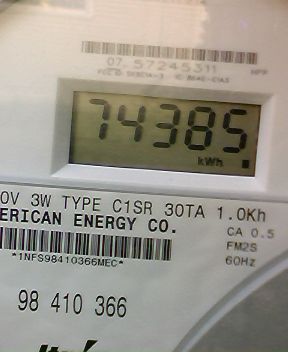 07. 57245311
74385
kWh
0V 3W TYPE C1SR 30TA 1.0Kh
ERICAN ENERGY CO.
CA 0.5
FM2S
*1NFS98410366MEC*
60Hz
98 410 366